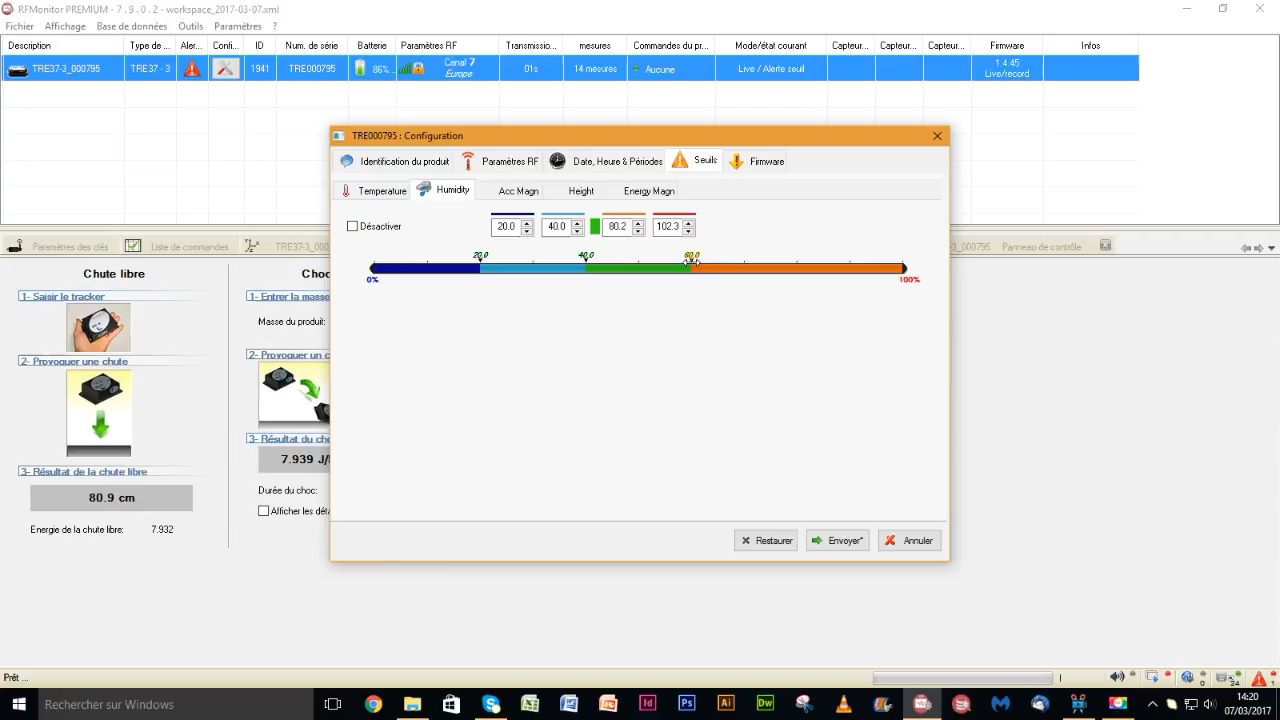 RFMonitor PREMIUM - 7 . 9 . 0 . 2 - workspace_2017-03-07.xml
Fichier Affichage Base de données Outils Paramètres ?
Description Type de ... Aler... Confi... ID Num. de série Batterie Paramètres RF Transmissio... mesures Commandes du pr... Mode/état courant Capteur... Capteur... Capteur... Firmware Infos
TRE37-3_000795 TRE37 - 3 1941 TRE000795 86%... Canal 7 Europe 01s 14 mesures Aucune Live / Alerte seuil 1.4.45 Live/record
TRE000795 : Configuration
Identification du produit Paramètres RF Date, Heure & Périodes Seuils Firmware
Temperature Humidity Acc Magn Height Energy Magn
Désactiver 20.0 40.0 80.2 102.3
20,0 40,0 60,0
0% 100%
Paramètres des clés Liste de commandes TRE37-3_000 _000795 Panneau de contrôle
Chute libre
1- Saisir le tracker
2- Provoquer une chute
3- Résultat de la chute libre
80.9 cm
Energie de la chute libre: 7.932
Choc
1- Entrer la masse
Masse du produit:
2- Provoquer un c
3- Résultat du cho
7.939 J/
Durée du choc:
Afficher les déta
Restaurer Envoyer* Annuler
Prêt ...
Rechercher sur Windows
14:20
07/03/2017